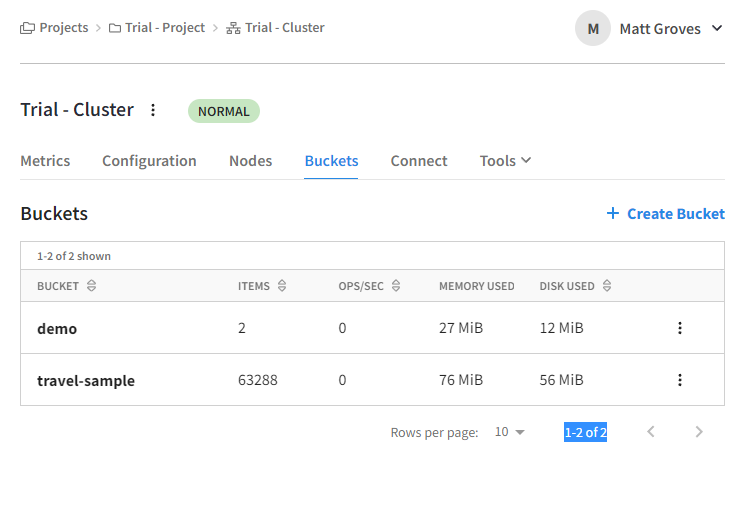 Projects > Trial - Project > Trial - Cluster
M Matt Groves
Trial - Cluster NORMAL
Metrics Configuration Nodes Buckets Connect Tools
Buckets + Create Bucket
1-2 of 2 shown
BUCKET ITEMS OPS/SEC MEMORY USED DISK USED
demo 2 0 27 MiB 12 MiB
travel-sample 63288 0 76 MiB 56 MiB
Rows per page: 10 1-2 of 2